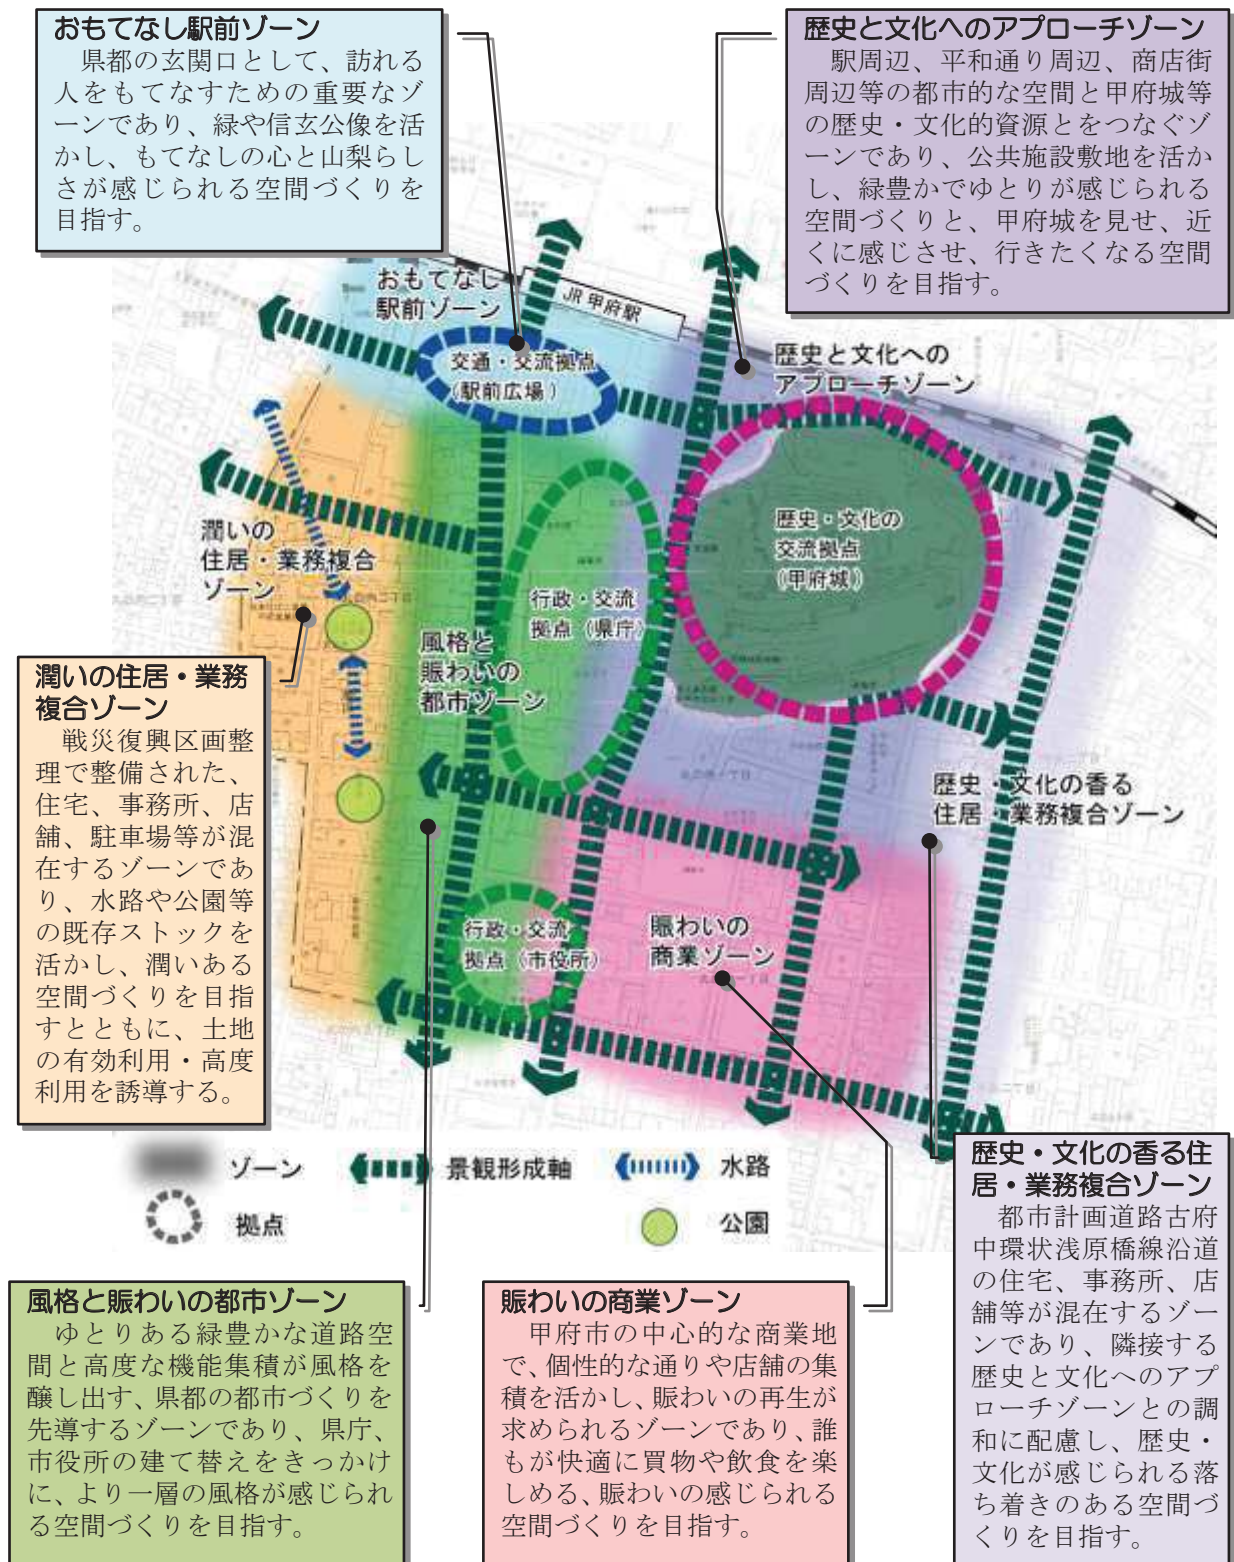 おもてなし駅前ゾーン
県都の玄関口として、訪れる
人をもてなすための重要なゾ
ーンであり、緑や信玄公像を活
かし、もてなしの心と山梨らし
さが感じられる空間づくりを
目指す。
歴史と文化へのアプローチゾーン
駅周辺、平和通り周辺、商店街
周辺等の都市的な空間と甲府城等
の歴史・文化的資源とをつなぐゾ
ーンであり、公共施設敷地を活か
し、緑豊かでゆとりが感じられる
空間づくりと、甲府城を見せ、近
くに感じさせ、行きたくなる空間
づくりを目指す。
おもてなし
駅前ゾーン
JR 甲府駅
交通・交流拠点
(駅前広場)
歴史と文化への
アプローチゾーン
歴史・文化の
交流拠点
(甲府城)
潤いの
住居・業務複合
ゾーン
行政・交流
拠点(県庁)
風格と
賑わいの
都市ゾーン
歴史・文化の香る
住居・業務複合ゾーン
行政・交流
拠点(市役所)
賑わいの
商業ゾーン
潤いの住居・業務
複合ゾーン
戦災復興区画整
理で整備された、
住宅、事務所、店
舗、駐車場等が混
在するゾーンであ
り、水路や公園等
の既存ストックを
活かし、潤いある
空間づくりを目指
すとともに、土地
の有効利用・高度
利用を誘導する。
ゾーン
景観形成軸
水路
拠点
公園
風格と賑わいの都市ゾーン
ゆとりある緑豊かな道路空
間と高度な機能集積が風格を
醸し出す、県都の都市づくりを
先導するゾーンであり、県庁、
市役所の建て替えをきっかけ
に、より一層の風格が感じられ
る空間づくりを目指す。
賑わいの商業ゾーン
甲府市の中心的な商業地
で、個性的な通りや店舗の集
積を活かし、賑わいの再生が
求められるゾーンであり、誰
もが快適に買物や飲食を楽
しめる、賑わいの感じられる
空間づくりを目指す。
歴史・文化の香る住
居・業務複合ゾーン
都市計画道路古府
中環状浅原橋線沿道
の住宅、事務所、店
舗等が混在するゾー
ンであり、隣接する
歴史と文化へのアプ
ローチゾーンとの調
和に配慮し、歴史・
文化が感じられる落
ち着きのある空間づ
くりを目指す。